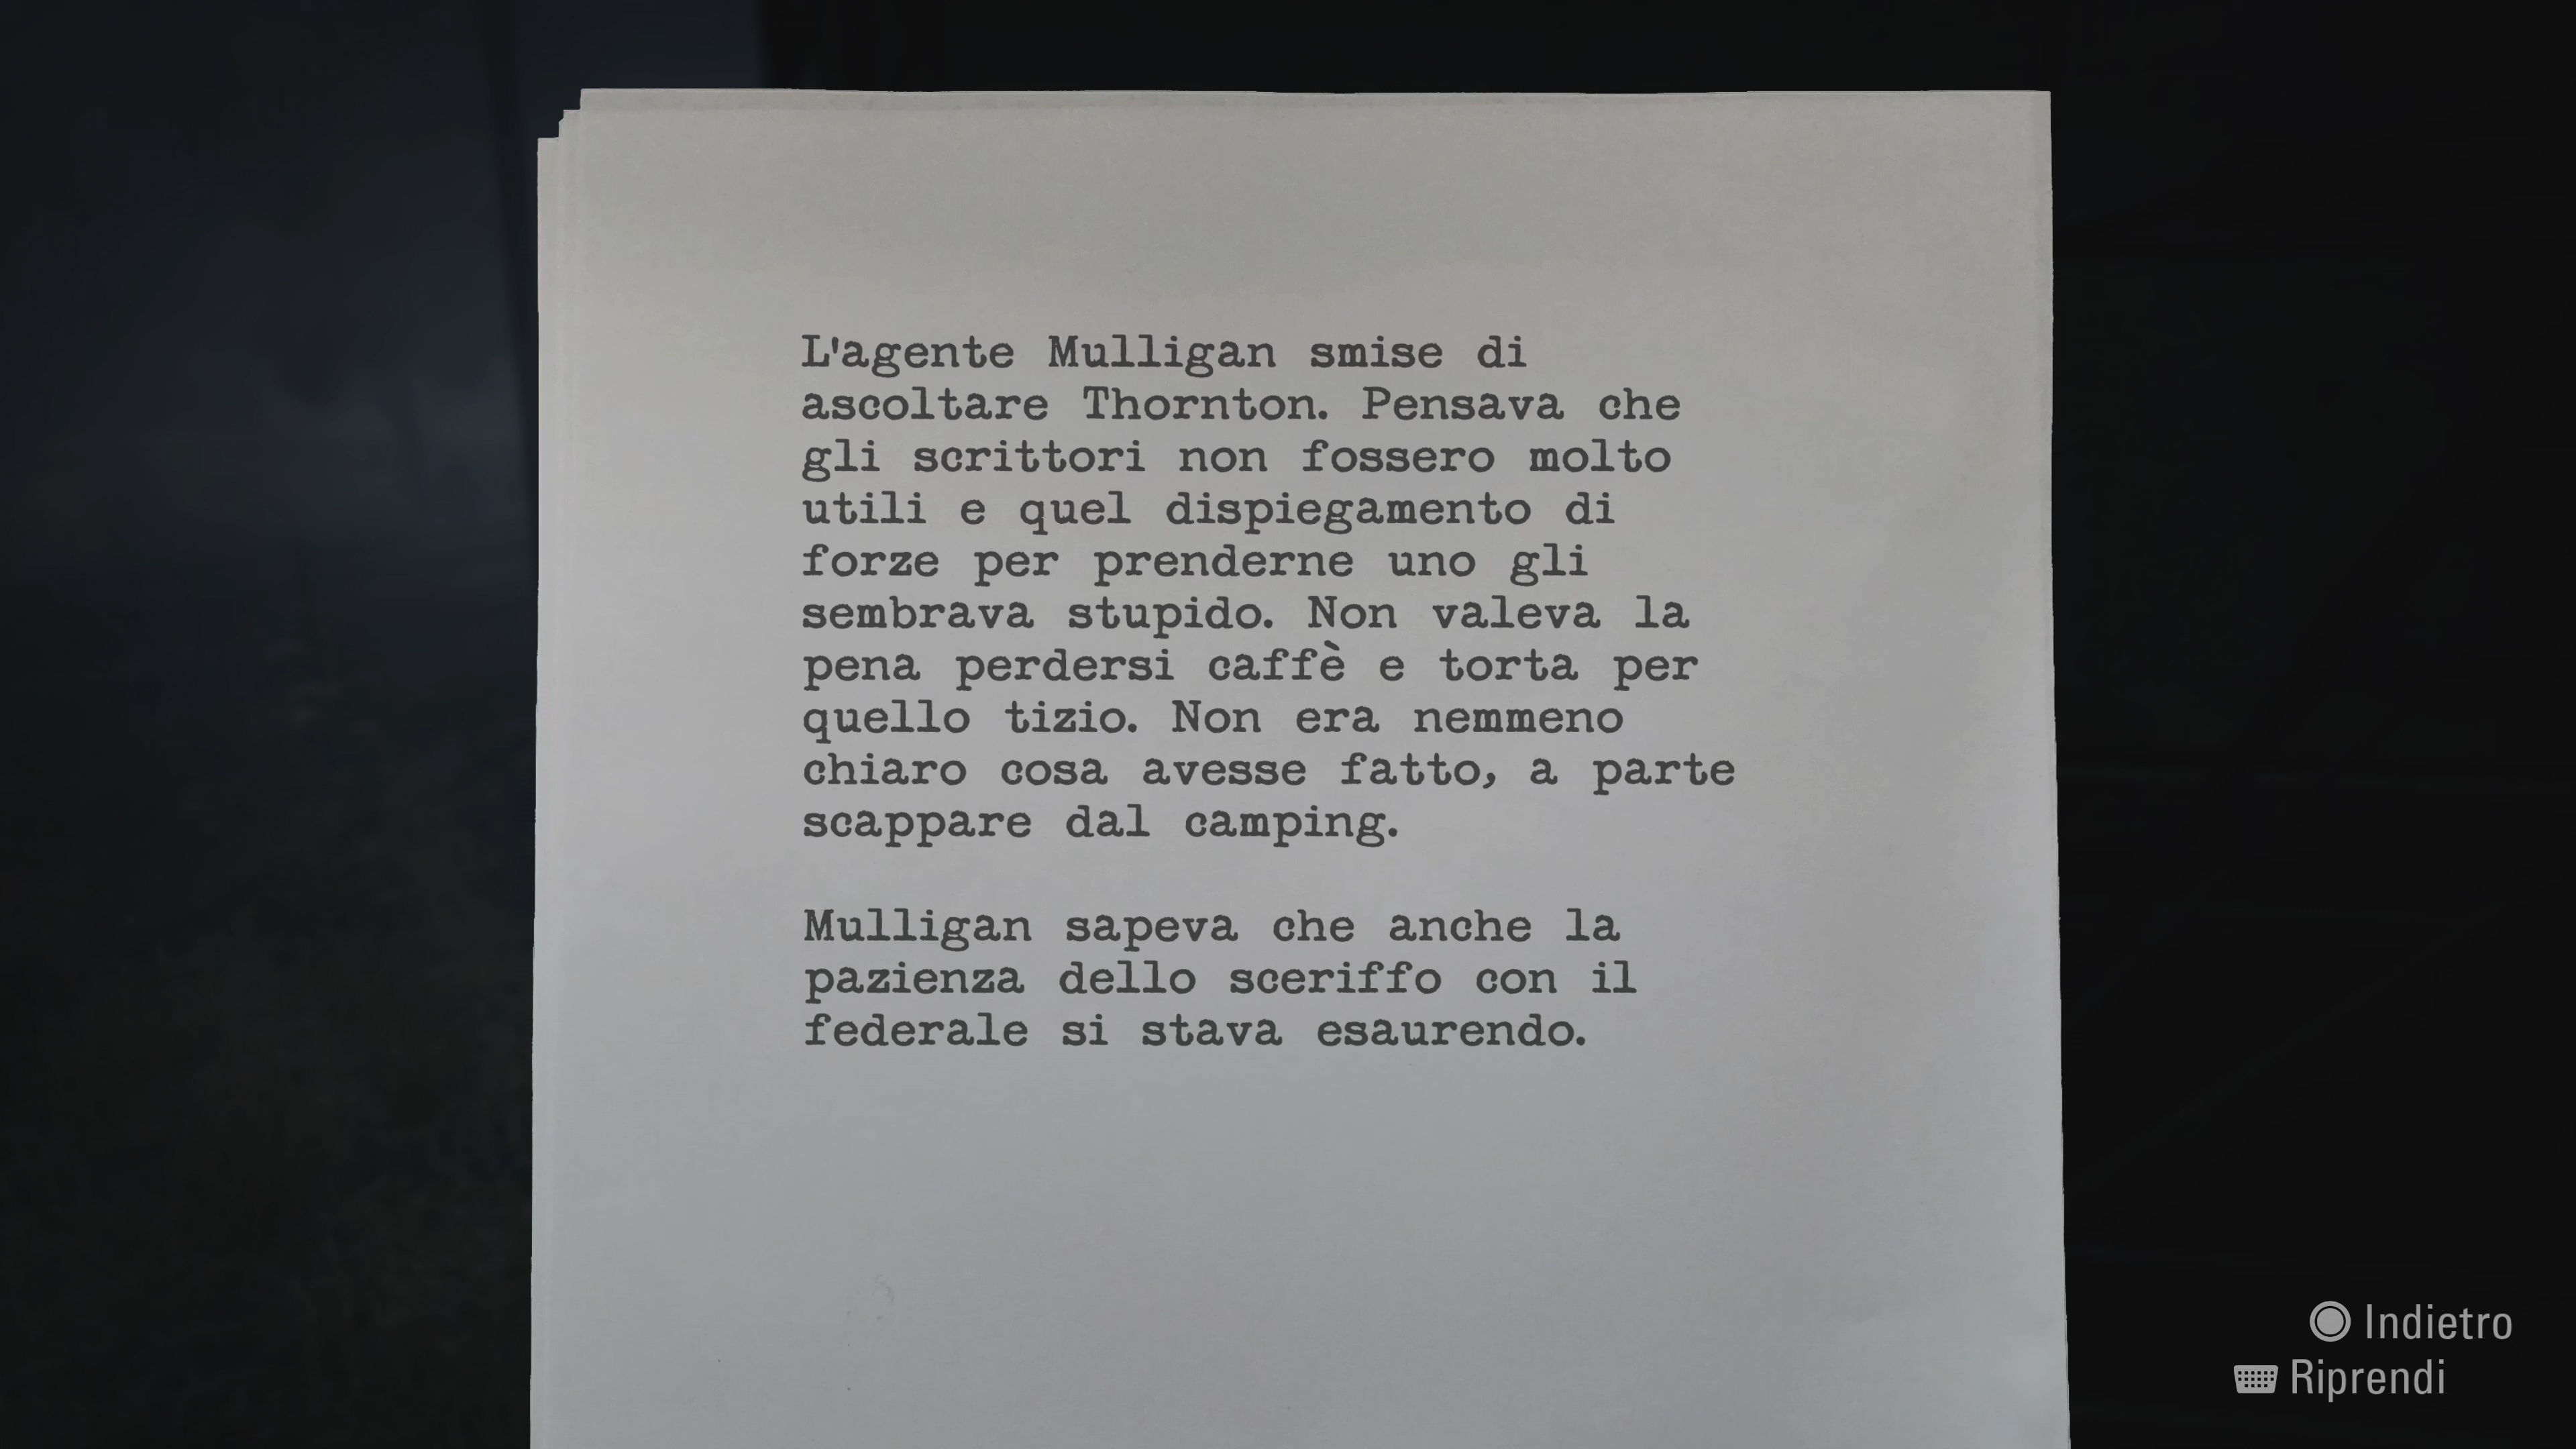 L'agente Mulligan smise di
ascoltare Thornton. Pensava che
gli scrittori non fossero molto
utili e quel dispiegamento di
forze per prenderne uno gli
sembrava stupido. Non valeva la
pena perdersi caffè e torta per
quello tizio. Non era nemmeno
chiaro cosa avesse fatto, a parte
scappare dal camping.
Mulligan sapeva che anche la
pazienza dello sceriffo con il
federale si stava esaurendo.
Indietro
Riprendi